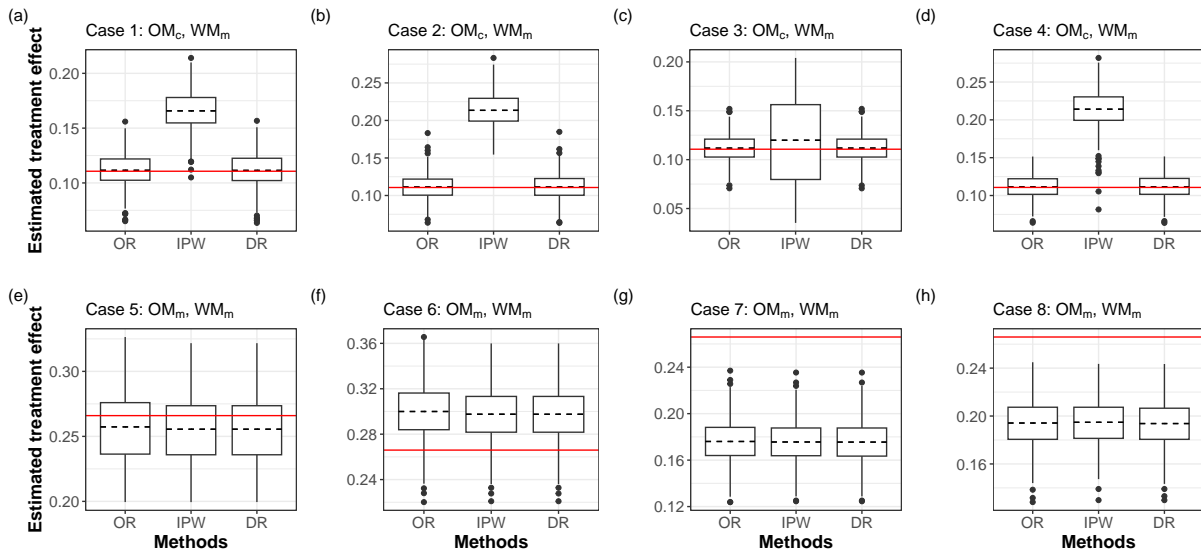 (a)
Case 1: OMc, WMm
Estimated treatment effect
0.20
0.15
0.10
OR IPW DR
(b)
Case 2: OMc, WMm
0.25
0.20
0.15
0.10
OR IPW DR
(c)
Case 3: OMc, WMm
0.20
0.15
0.10
0.05
OR IPW DR
(d)
Case 4: OMc, WMm
0.25
0.20
0.15
0.10
OR IPW DR
(e)
Case 5: OMm, WMm
Estimated treatment effect
0.30
0.25
0.20
OR IPW DR
Methods
(f)
Case 6: OMm, WMm
0.36
0.32
0.28
0.24
OR IPW DR
Methods
(g)
Case 7: OMm, WMm
0.24
0.20
0.16
0.12
OR IPW DR
Methods
(h)
Case 8: OMm, WMm
0.24
0.20
0.16
OR IPW DR
Methods